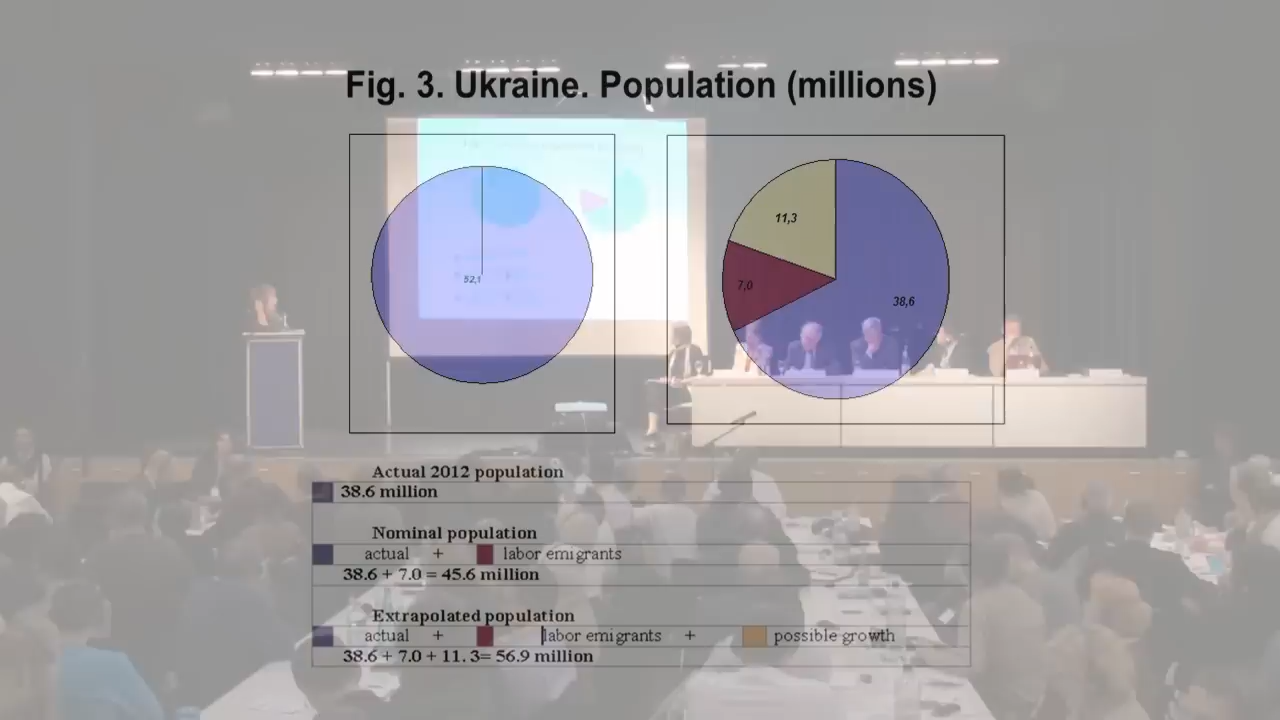 Fig. 3. Ukraine. Population (millions)
52,1
11,3
7,0
38,6
Actual 2012 population
38.6 million
Nominal population
actual + labor emigrants
38.6 + 7.0 = 45.6 million
Extrapolated population
actual + labor emigrants + possible growth
38.6 + 7.0 + 11. 3= 56.9 million